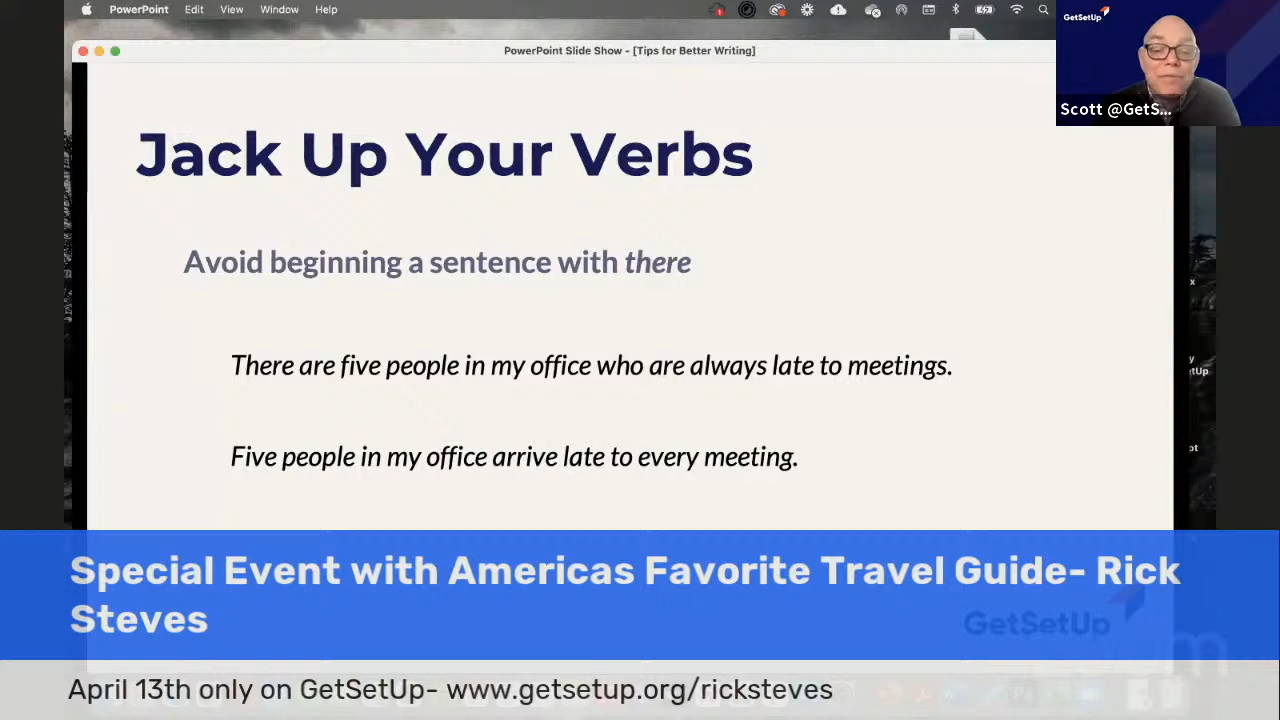 PowerPoint File Edit View Window Help
PowerPoint Slide Show - [Tips for Better Writing]
GetSetUp
Scott @GetS...
Jack Up Your Verbs
Avoid beginning a sentence with there
There are five people in my office who are always late to meetings.
Five people in my office arrive late to every meeting.
Special Event with Americas Favorite Travel Guide- Rick
Steves
GetSetUp
April 13th only on GetSetUp- www.getsetup.org/ricksteves